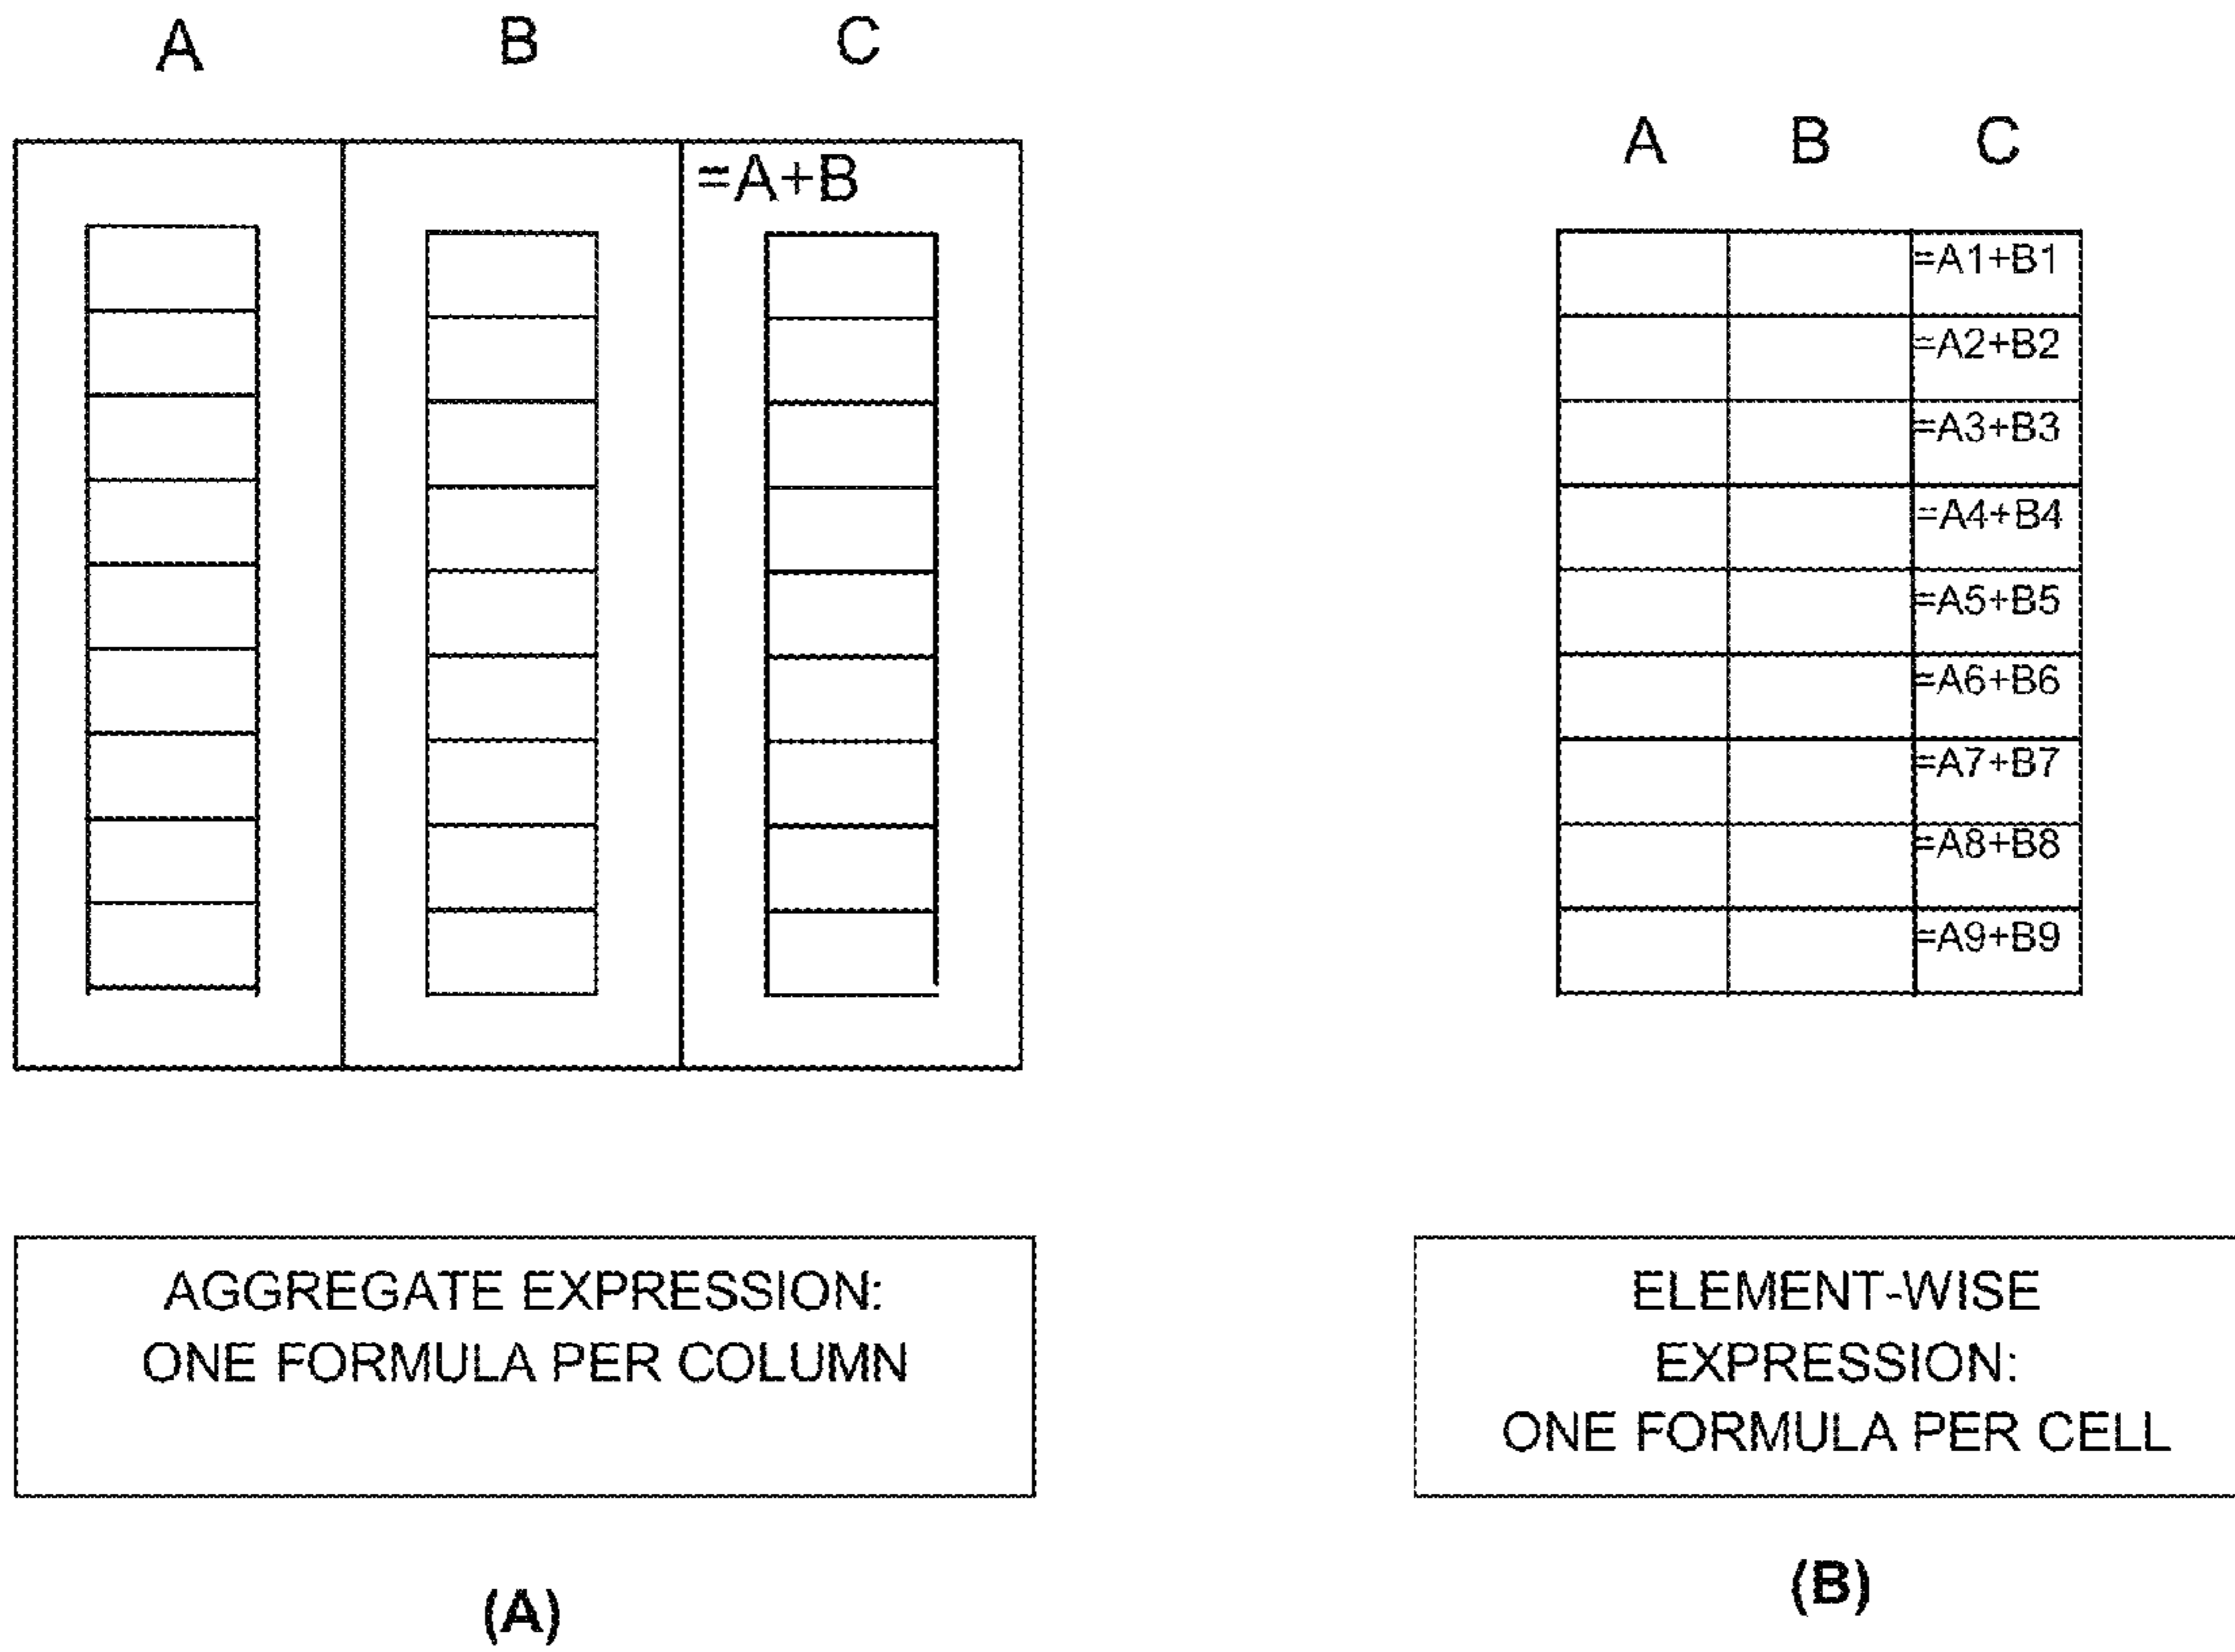 A B C
=A+B
AGGREGATE EXPRESSION:
ONE FORMULA PER COLUMN
(A)
A B C
=A1+B1
=A2+B2
=A3+B3
=A4+B4
=A5+B5
=A6+B6
=A7+B7
=A8+B8
=A9+B9
ELEMENT-WISE
EXPRESSION:
ONE FORMULA PER CELL
(B)